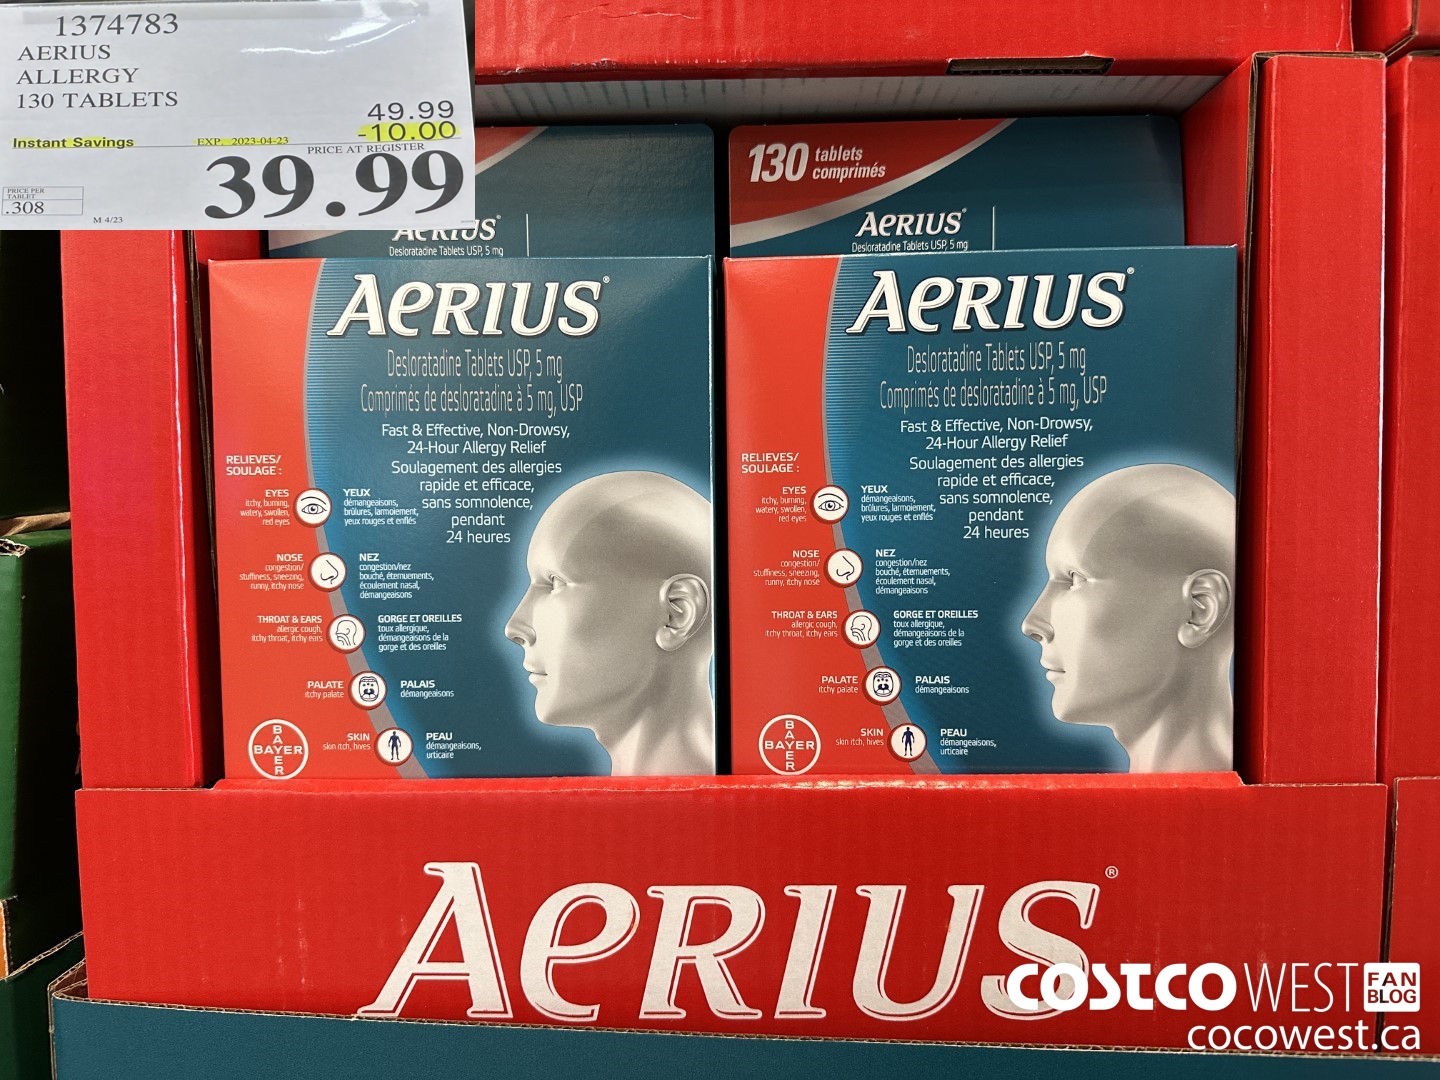 1374783
AERIUS
ALLERGY
130 TABLETS
49.99
Instant Savings EXP. 2023-04-23 -10.00
PRICE AT REGISTER
39.99
PRICE PER
TABLET
.308
M 4/23
AERIUS®
Desloratadine Tablets USP, 5 mg
130 tablets
comprimés
AERIUS®
Desloratadine Tablets USP, 5 mg
AERIUS®
Desloratadine Tablets USP, 5 mg
Comprimés de desloratadine à 5 mg, USP
Fast & Effective, Non-Drowsy,
24-Hour Allergy Relief
Soulagement des allergies
rapide et efficace,
sans somnolence,
pendant
24 heures
RELIEVES/
SOULAGE :
EYES
itchy, burning,
watery, swollen,
red eyes
YEUX
démangeaisons,
brûlures, larmoiement,
yeux rouges et enflés
NOSE
congestion/
stuffiness, sneezing,
runny, itchy nose
NEZ
congestion/nez
bouché, éternuements,
écoulement nasal,
démangeaisons
THROAT & EARS
allergic cough,
itchy throat, itchy ears
GORGE ET OREILLES
toux allergique,
démangeaisons de la
gorge et des oreilles
PALATE
itchy palate
PALAIS
démangeaisons
SKIN
skin itch, hives
PEAU
démangeaisons,
urticaire
BAYER
BAYER
AERIUS®
Desloratadine Tablets USP, 5 mg
Comprimés de desloratadine à 5 mg, USP
Fast & Effective, Non-Drowsy,
24-Hour Allergy Relief
Soulagement des allergies
rapide et efficace,
sans somnolence,
pendant
24 heures
RELIEVES/
SOULAGE :
EYES
itchy, burning,
watery, swollen,
red eyes
YEUX
démangeaisons,
brûlures, larmoiement,
yeux rouges et enflés
NOSE
congestion/
stuffiness, sneezing,
runny, itchy nose
NEZ
congestion/nez
bouché, éternuements,
écoulement nasal,
démangeaisons
THROAT & EARS
allergic cough,
itchy throat, itchy ears
GORGE ET OREILLES
toux allergique,
démangeaisons de la
gorge et des oreilles
PALATE
itchy palate
PALAIS
démangeaisons
SKIN
skin itch, hives
PEAU
démangeaisons,
urticaire
BAYER
BAYER
AERIUS®
COSTCO WEST FAN BLOG
cocowest.ca